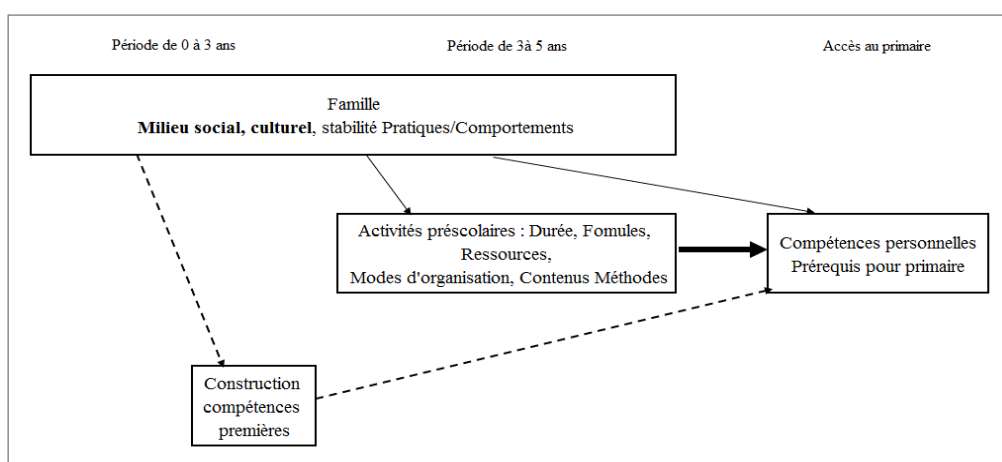 Période de 0 à 3 ans
Période de 3à 5 ans
Accès au primaire
Famille
Milieu social, culturel, stabilité Pratiques/Comportements
Activités préscolaires : Durée, Fomules,
Ressources,
Modes d'organisation, Contenus Méthodes
Compétences personnelles
Prérequis pour primaire
Construction
compétences
premières